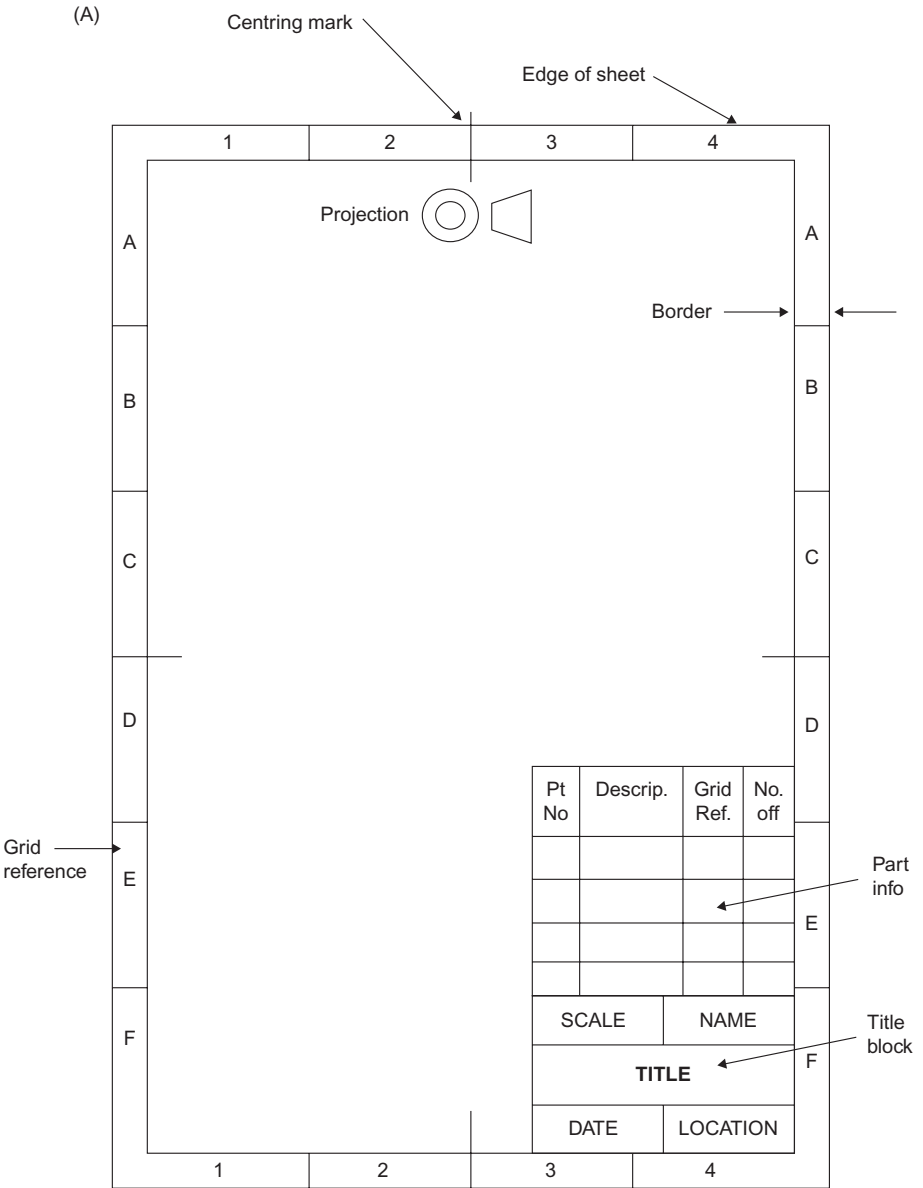 (A)
Centring mark
Edge of sheet
1 2 3 4
Projection
A A
Border
B B
C C
D D
Pt No
Descrip.
Grid Ref.
No. off
Grid reference
E E
Part info
SCALE NAME
F F
Title block
TITLE
DATE LOCATION
1 2 3 4